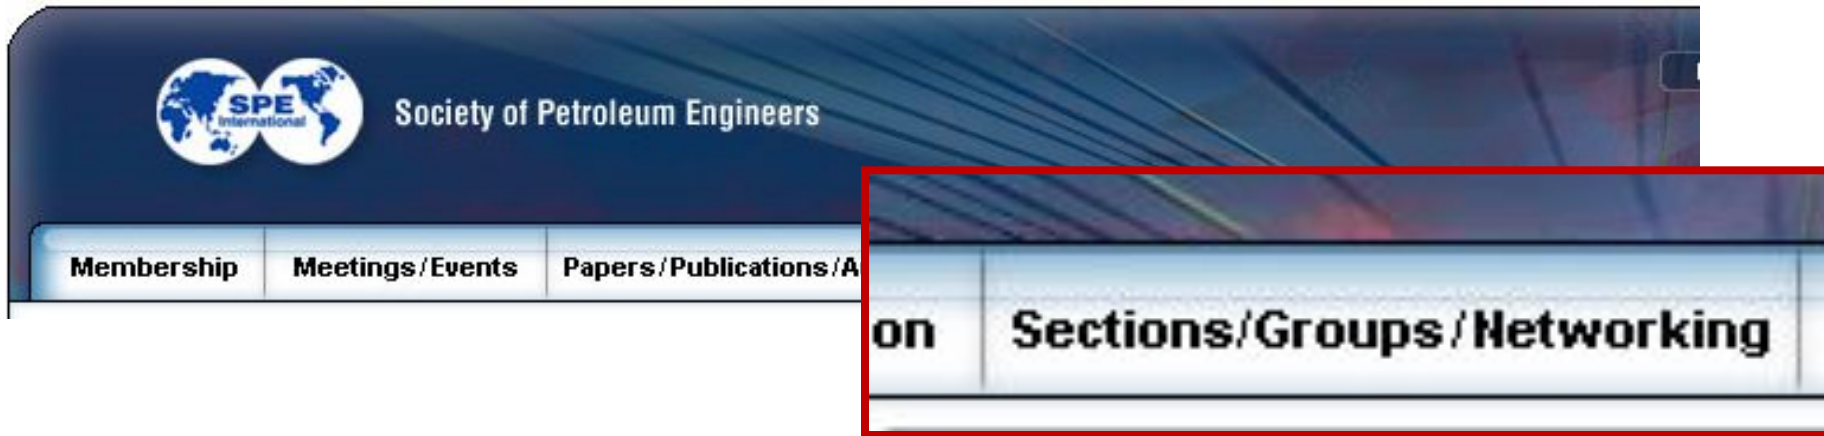 SPE
International
Society of Petroleum Engineers
Membership
Meetings/Events
Papers/Publications/A
on
Sections/Groups/Networking